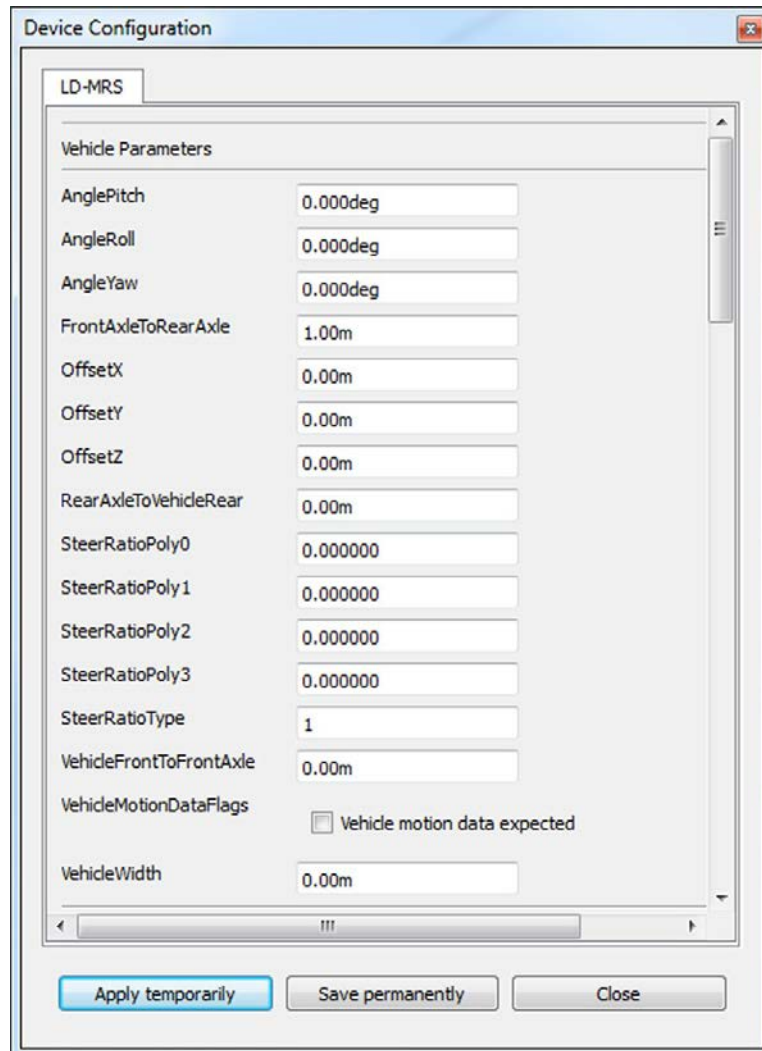 Device Configuration
LD-MRS
Vehicle Parameters
AnglePitch 0.000deg
AngleRoll 0.000deg
AngleYaw 0.000deg
FrontAxleToRearAxle 1.00m
OffsetX 0.00m
OffsetY 0.00m
OffsetZ 0.00m
RearAxleToVehicleRear 0.00m
SteerRatioPoly0 0.000000
SteerRatioPoly1 0.000000
SteerRatioPoly2 0.000000
SteerRatioPoly3 0.000000
SteerRatioType 1
VehicleFrontToFrontAxle 0.00m
VehicleMotionDataFlags Vehicle motion data expected
VehicleWidth 0.00m
Apply temporarily Save permanently Close